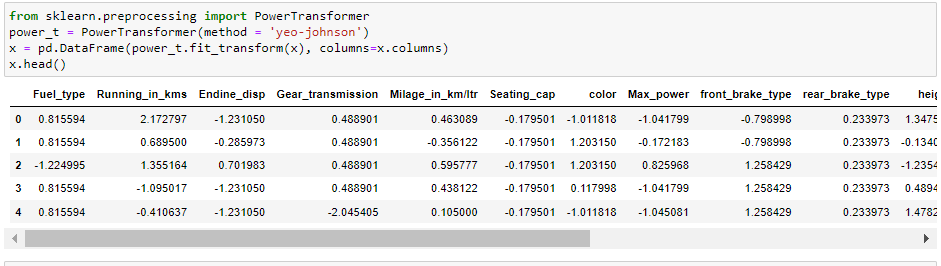 from sklearn.preprocessing import PowerTransformer
power_t = PowerTransformer(method = 'yeo-johnson')
x = pd.DataFrame(power_t.fit_transform(x), columns=x.columns)
x.head()
Fuel_type Running_in_kms Endine_disp Gear_transmission Milage_in_km/ltr Seating_cap color Max_power front_brake_type rear_brake_type heig
0 0.815594 2.172797 -1.231050 0.488901 0.463089 -0.179501 -1.011818 -1.041799 -0.798998 0.233973 1.3475
1 0.815594 0.689500 -0.285973 0.488901 -0.356122 -0.179501 1.203150 -0.172183 -0.798998 0.233973 -0.1340
2 -1.224995 1.355164 0.701983 0.488901 0.595777 -0.179501 1.203150 0.825968 1.258429 0.233973 -1.2354
3 0.815594 -1.095017 -1.231050 0.488901 0.438122 -0.179501 0.117998 -1.041799 1.258429 0.233973 0.4894
4 0.815594 -0.410637 -1.231050 -2.045405 0.105000 -0.179501 -1.011818 -1.045081 1.258429 0.233973 1.4782